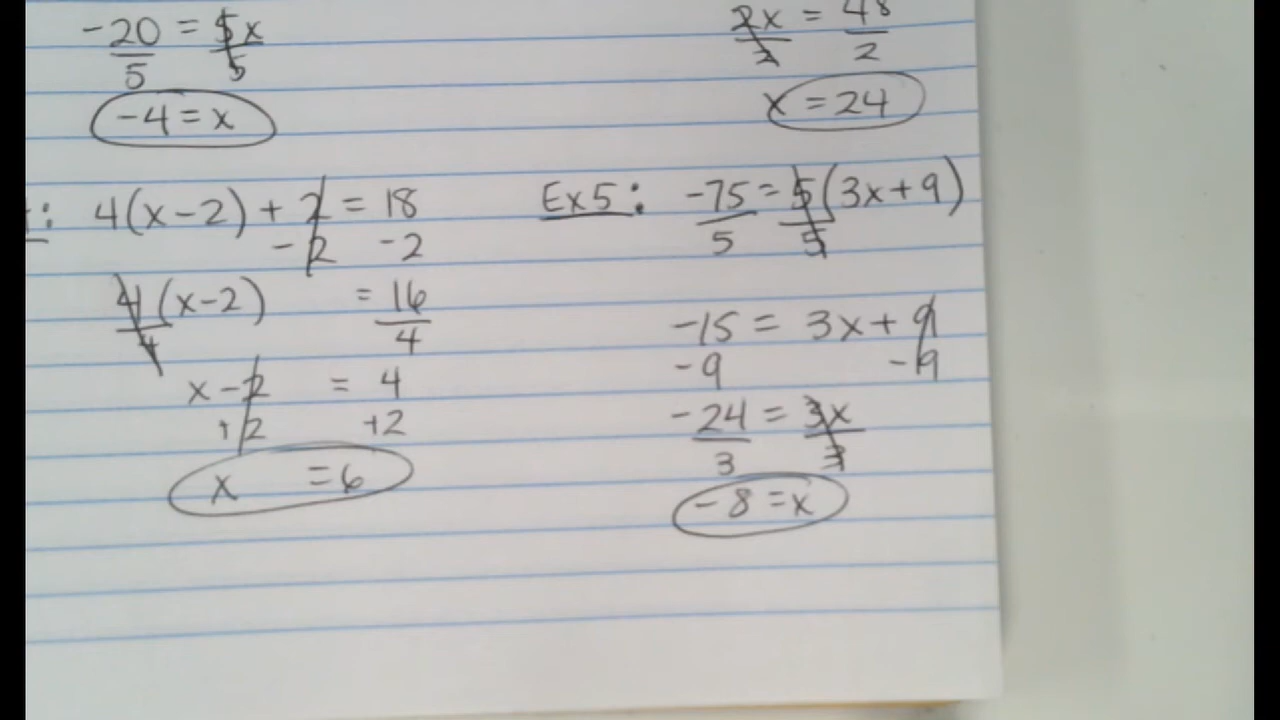 -20 = 5x
5 5
-4 = x
2x = 48
2 2
x = 24
: 4(x-2) + 2 = 18
-2 -2
4(x-2) = 16
4 4
x-2 = 4
+2 +2
x = 6
Ex 5: -75 = 5(3x+9)
5 5
-15 = 3x+9
-9 -9
-24 = 3x
3 3
-8 = x